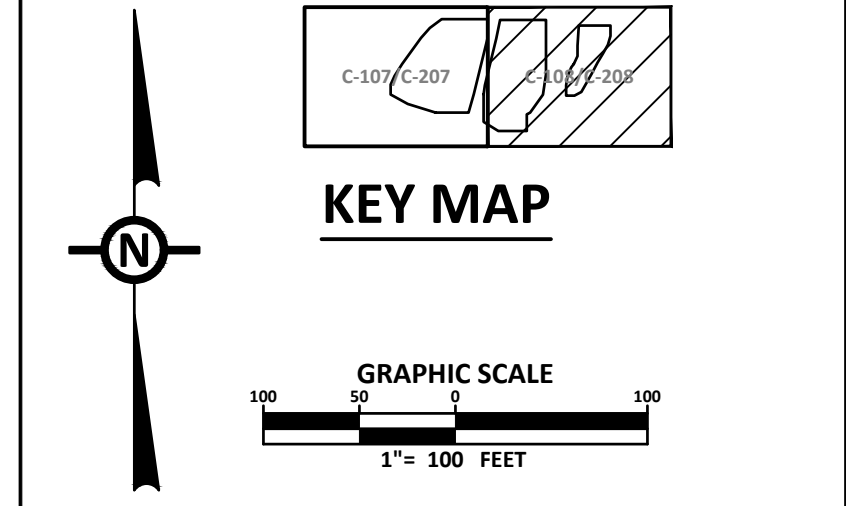 C-107/C-207 C-108/C-208
KEY MAP
N
GRAPHIC SCALE
100 50 0 100
1"= 100 FEET